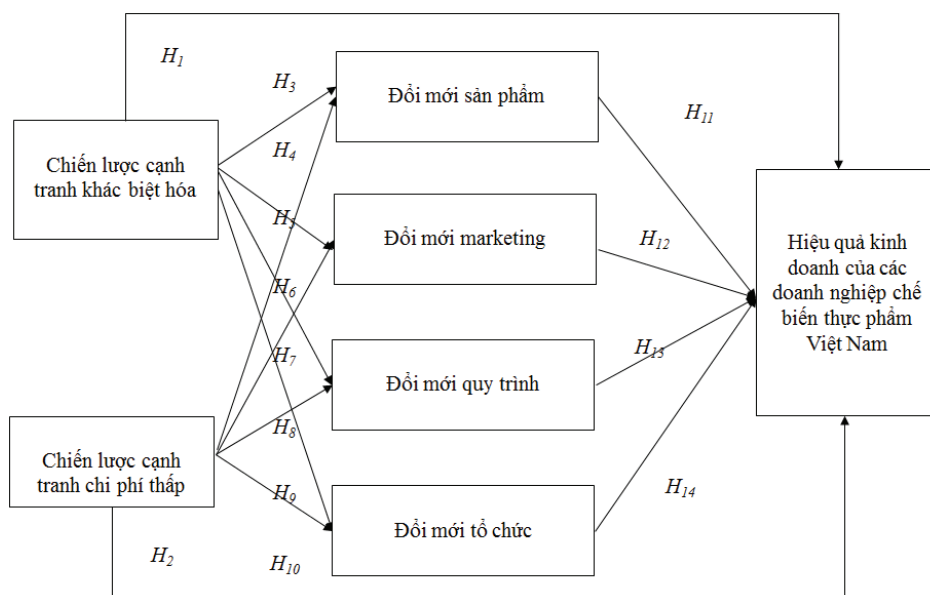 H1
H3
Đổi mới sản phẩm
H11
H4
Chiến lược cạnh
tranh khác biệt hóa
H5
Đổi mới marketing
H12
Hiệu quả kinh
doanh của các
doanh nghiệp chế
biến thực phẩm
Việt Nam
H6
H7
H13
Đổi mới quy trình
H8
Chiến lược cạnh
tranh chi phí thấp
H9
H14
Đổi mới tổ chức
H2
H10